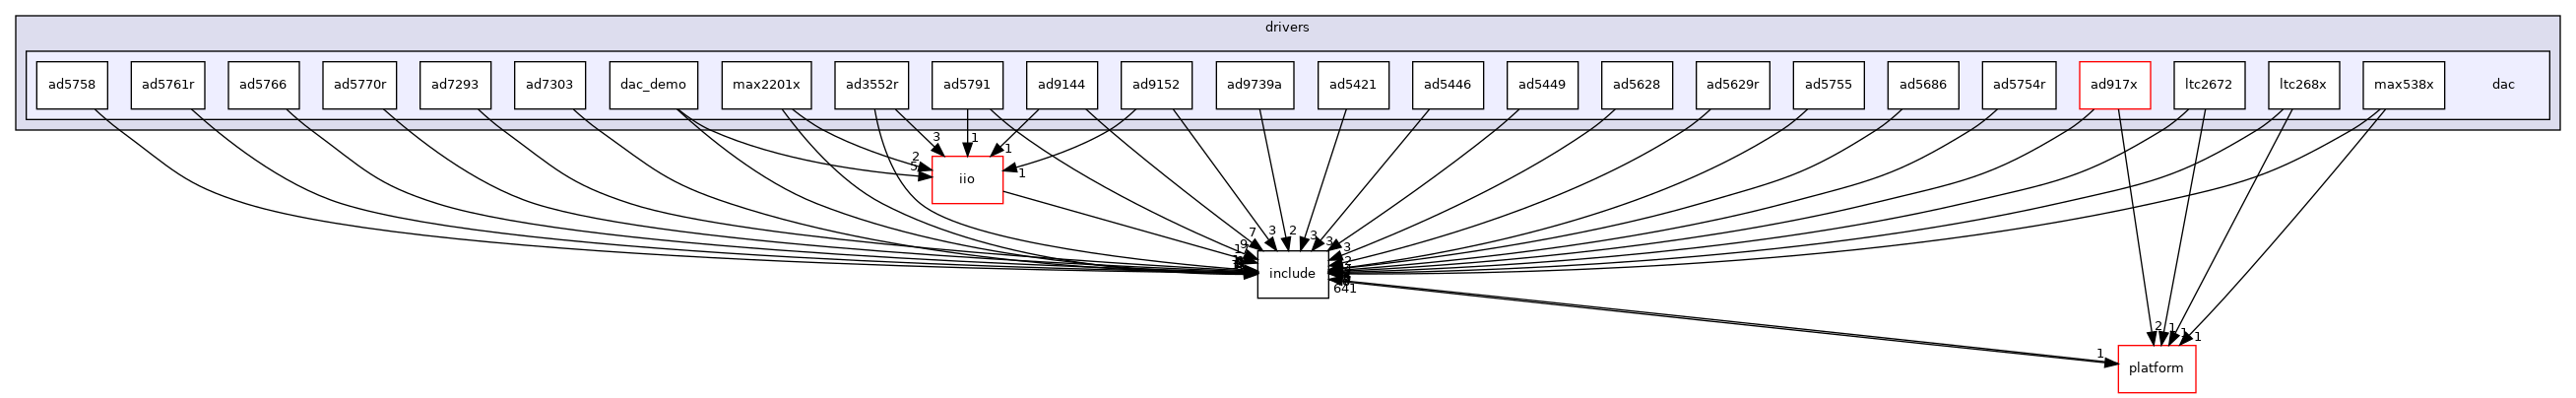 drivers
ad5758 ad5761r ad5766 ad5770r ad7293 ad7303 dac_demo max2201x ad3552r ad5791 ad9144 ad9152 ad9739a ad5421 ad5446 ad5449 ad5628 ad5629r ad5755 ad5686 ad5754r ad917x ltc2672 ltc268x max538x dac
3 1 1
2
5 1
iio
7 3 2 3 3 3
9
1 2
include
641
2 1 1 1
1
platform